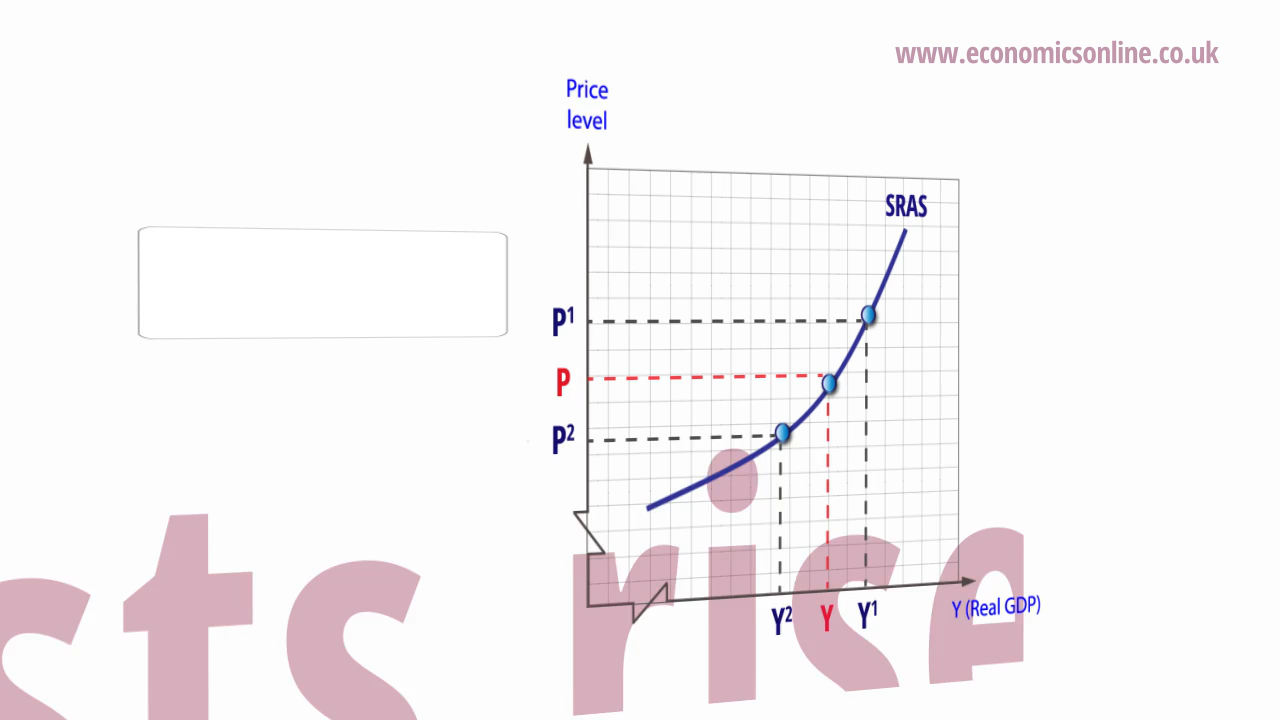 www.economicsonline.co.uk
Price
level
SRAS
P¹
P
P²
sts rise
Y² Y Y¹
Y (Real GDP)